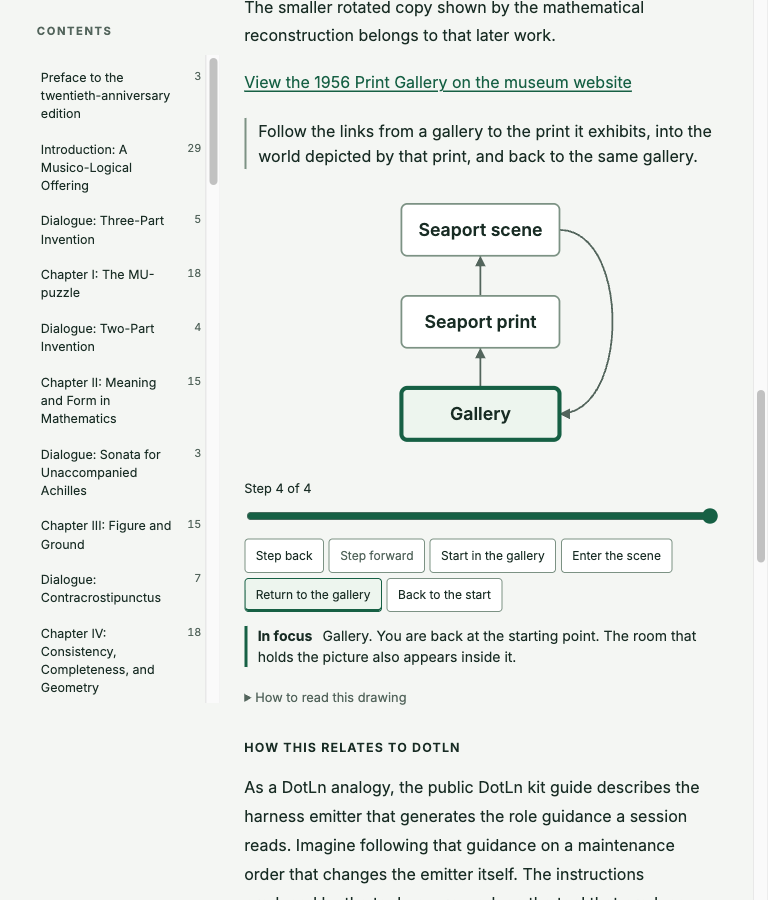 CONTENTS
Preface to the 3
twentieth-anniversary
edition
Introduction: A 29
Musico-Logical
Offering
Dialogue: Three-Part 5
Invention
Chapter I: The MU- 18
puzzle
Dialogue: Two-Part 4
Invention
Chapter II: Meaning 15
and Form in
Mathematics
Dialogue: Sonata for 3
Unaccompanied
Achilles
Chapter III: Figure and 15
Ground
Dialogue: 7
Contracrostipunctus
Chapter IV: 18
Consistency,
Completeness, and
Geometry
The smaller rotated copy shown by the mathematical
reconstruction belongs to that later work.
View the 1956 Print Gallery on the museum website
Follow the links from a gallery to the print it exhibits, into the
world depicted by that print, and back to the same gallery.
Seaport scene
Seaport print
Gallery
Step 4 of 4
Step back Step forward Start in the gallery Enter the scene
Return to the gallery Back to the start
In focus Gallery. You are back at the starting point. The room that
holds the picture also appears inside it.
How to read this drawing
HOW THIS RELATES TO DOTLN
As a DotLn analogy, the public DotLn kit guide describes the
harness emitter that generates the role guidance a session
reads. Imagine following that guidance on a maintenance
order that changes the emitter itself. The instructions